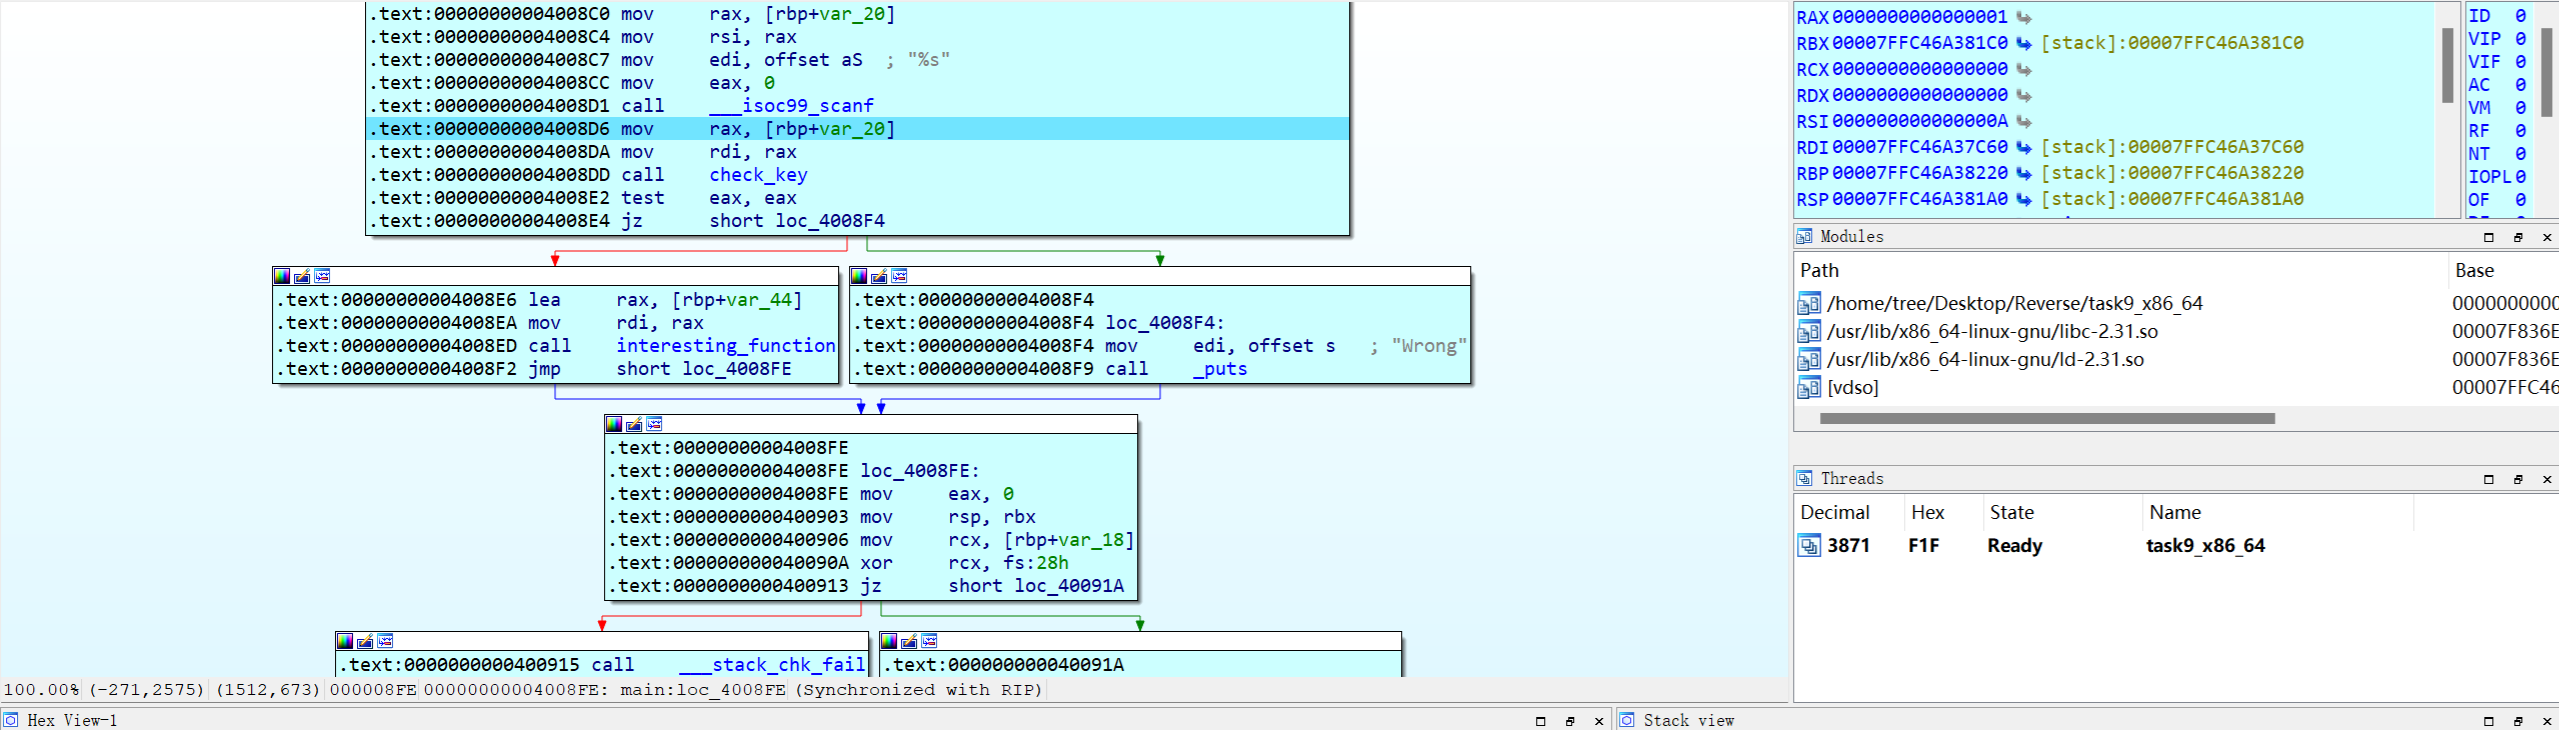 .text:00000000004008C0 mov     rax, [rbp+var_20]
.text:00000000004008C4 mov     rsi, rax
.text:00000000004008C7 mov     edi, offset aS  ; "%s"
.text:00000000004008CC mov     eax, 0
.text:00000000004008D1 call    ___isoc99_scanf
.text:00000000004008D6 mov     rax, [rbp+var_20]
.text:00000000004008DA mov     rdi, rax
.text:00000000004008DD call    check_key
.text:00000000004008E2 test    eax, eax
.text:00000000004008E4 jz      short loc_4008F4
.text:00000000004008E6 lea     rax, [rbp+var_44]
.text:00000000004008EA mov     rdi, rax
.text:00000000004008ED call    interesting_function
.text:00000000004008F2 jmp     short loc_4008FE
.text:00000000004008F4
.text:00000000004008F4 loc_4008F4:
.text:00000000004008F4 mov     edi, offset s   ; "Wrong"
.text:00000000004008F9 call    _puts
.text:00000000004008FE
.text:00000000004008FE loc_4008FE:
.text:00000000004008FE mov     eax, 0
.text:0000000000400903 mov     rsp, rbx
.text:0000000000400906 mov     rcx, [rbp+var_18]
.text:000000000040090A xor     rcx, fs:28h
.text:0000000000400913 jz      short loc_40091A
.text:0000000000400915 call    ___stack_chk_fail
.text:000000000040091A
100.00% (-271,2575) (1512,673) 000008FE 00000000004008FE: main:loc_4008FE (Synchronized with RIP)
Hex View-1
RAX 0000000000000001
RBX 00007FFC46A381C0 [stack]:00007FFC46A381C0
RCX 0000000000000000
RDX 0000000000000000
RSI 000000000000000A
RDI 00007FFC46A37C60 [stack]:00007FFC46A37C60
RBP 00007FFC46A38220 [stack]:00007FFC46A38220
RSP 00007FFC46A381A0 [stack]:00007FFC46A381A0
ID 0
VIP 0
VIF 0
AC 0
VM 0
RF 0
NT 0
IOPL 0
OF 0
Modules
Path Base
/home/tree/Desktop/Reverse/task9_x86_64 0000000000
/usr/lib/x86_64-linux-gnu/libc-2.31.so 00007F836E
/usr/lib/x86_64-linux-gnu/ld-2.31.so 00007F836E
[vdso] 00007FFC46
Threads
Decimal Hex State Name
3871 F1F Ready task9_x86_64
Stack view